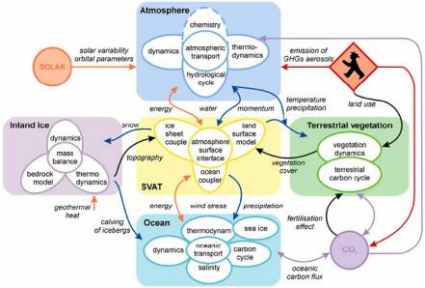 Atmosphere
chemistry
dynamics
atmospheric
transport
thermo-
dynamics
hydrological
cycle
solar variability
orbital parameters
SOLAR
emission of
GHGs aerosols
land use
energy
water
momentum
temperature
precipitation
Inland ice
dynamics
mass
balance
bedrock
model
thermo
dynamics
snow
topography
geothermal
heat
calving
of icebergs
ice
sheet
couple
land
surface
model
atmosphere
surface
interface
ocean
coupler
SVAT
vegetation
cover
Terrestrial vegetation
vegetation
dynamics
terrestrial
carbon cycle
fertilisation
effect
energy
wind stress
precipitation
Ocean
thermodynam
sea ice
dynamics
oceanic
transport
carbon
cycle
salinity
oceanic
carbon flux
CO₂